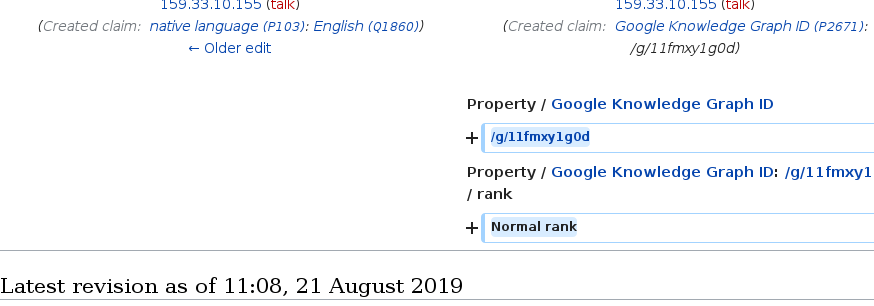 159.33.10.155 (talk)
(Created claim: native language (P103): English (Q1860))
← Older edit
159.33.10.155 (talk)
(Created claim: Google Knowledge Graph ID (P2671):
/g/11fmxy1g0d)
Property / Google Knowledge Graph ID
+ /g/11fmxy1g0d
Property / Google Knowledge Graph ID: /g/11fmxy1
/ rank
+ Normal rank
Latest revision as of 11:08, 21 August 2019